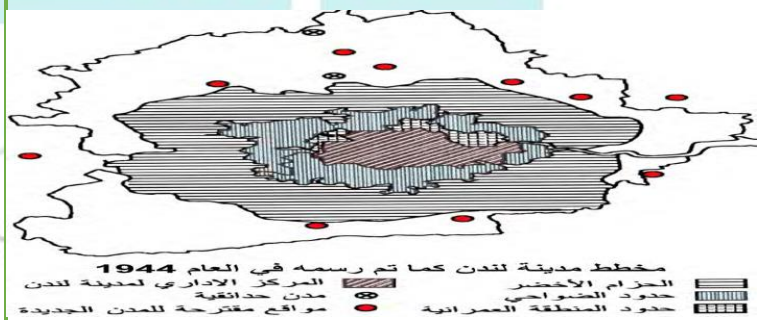 مخطط مدينة لندن كما تم رسمه في العام 1944
الحزام الأخضر المركز الاداري لمدينة لندن
حدود الضواحي مدن حدائقية
حدود المنطقة العمرانية مواقع مقترحة للمدن الجديدة